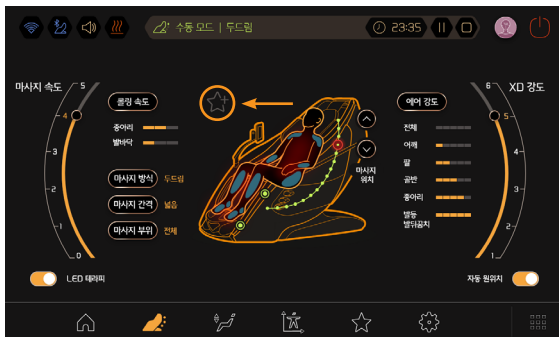 수동 모드 | 두드림
23:35
마사지 속도
5
4
3
2
1
0
롤링 속도
종아리
발바닥
마사지 방식 두드림
마사지 간격 넓음
마사지 부위 전체
LED 테라피
마사지
위치
에어 강도
전체
어깨
팔
골반
종아리
발등
발뒤꿈치
XD 강도
6
5
2
1
자동 원위치